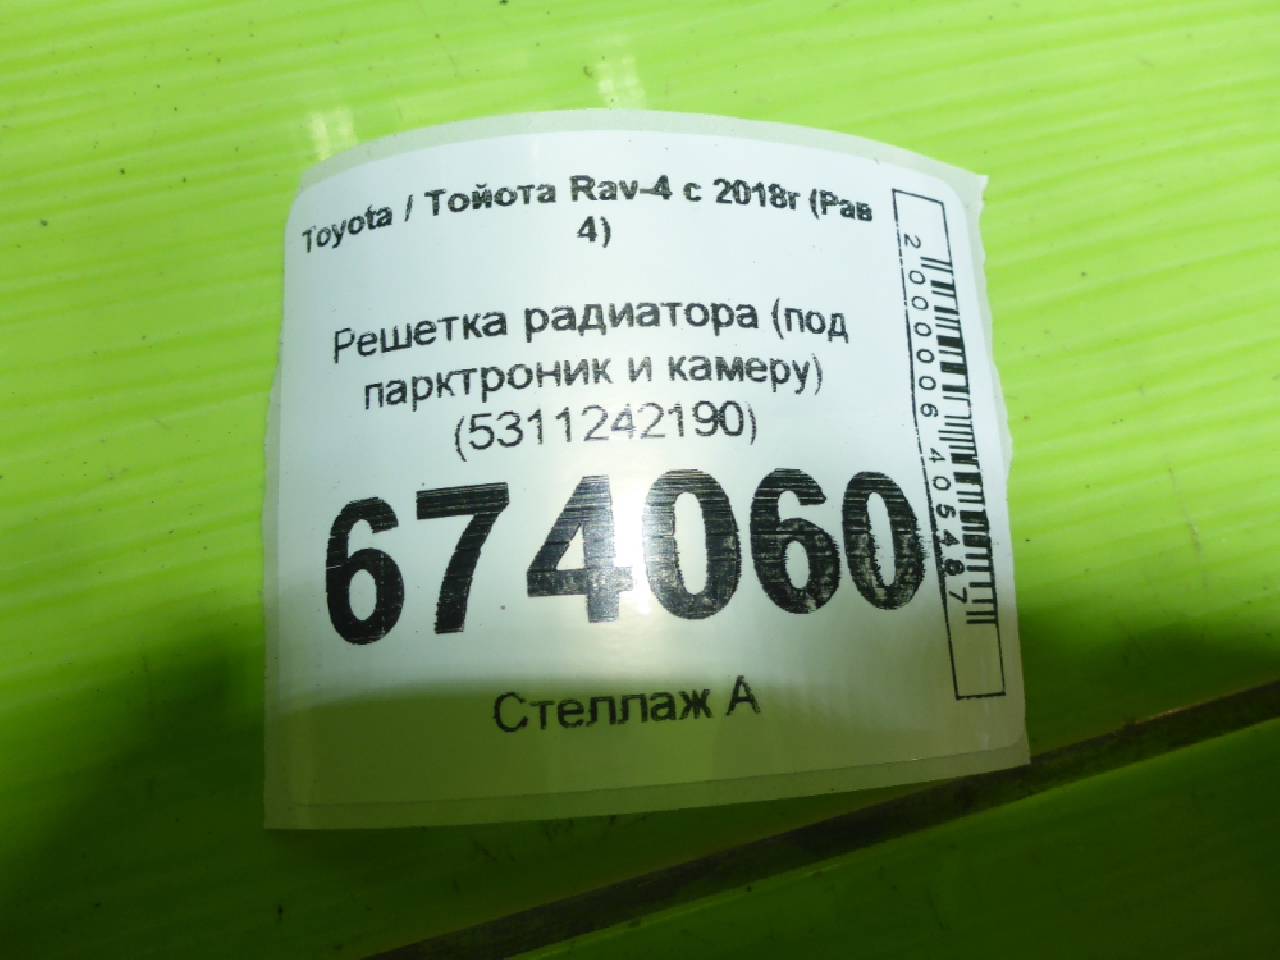 Toyota / Тойота Rav-4 с 2018г (Рав
4)
Решетка радиатора (под
парктроник и камеру)
(5311242190)
674060
Стеллаж А
2000006405487